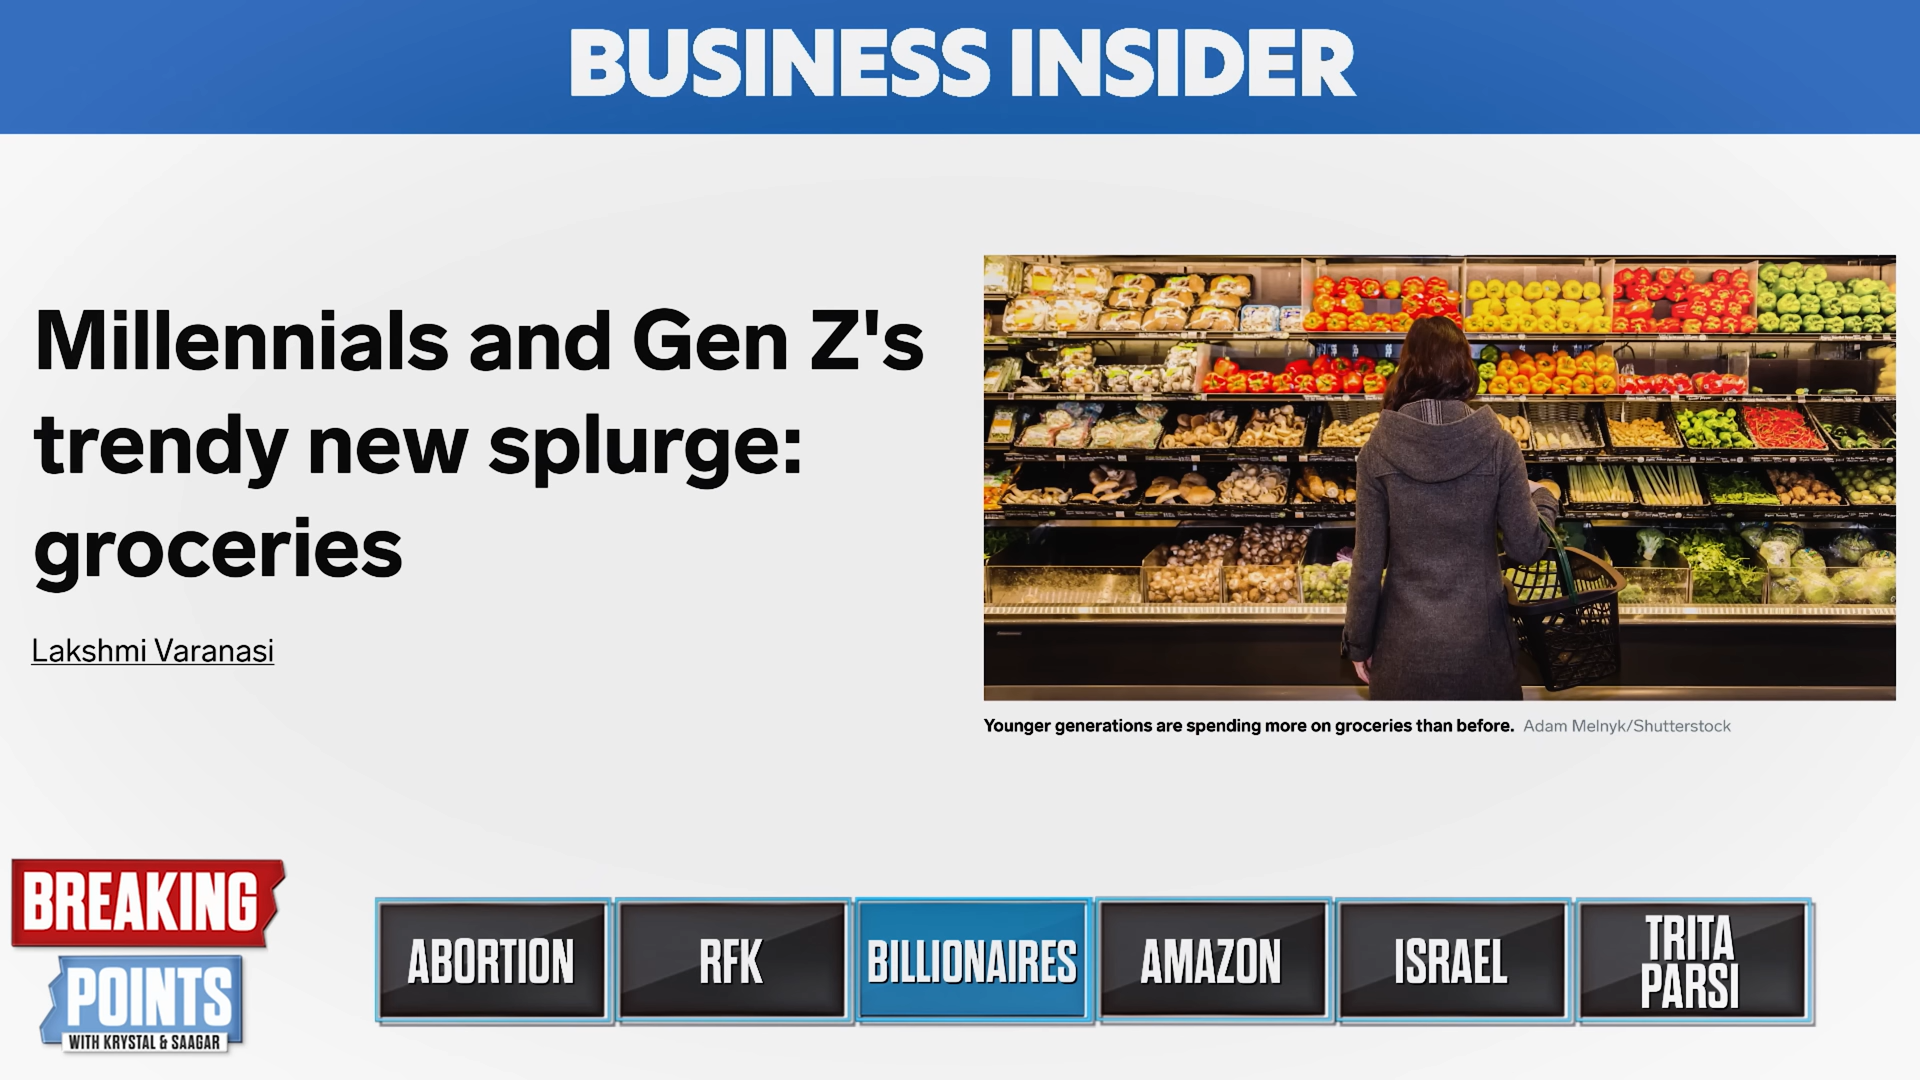 BUSINESS INSIDER
Millennials and Gen Z's
trendy new splurge:
groceries
Lakshmi Varanasi
Younger generations are spending more on groceries than before. Adam Melnyk/Shutterstock
BREAKING
POINTS
WITH KRYSTAL & SAAGAR
ABORTION
RFK
BILLIONAIRES
AMAZON
ISRAEL
TRITA
PARSI